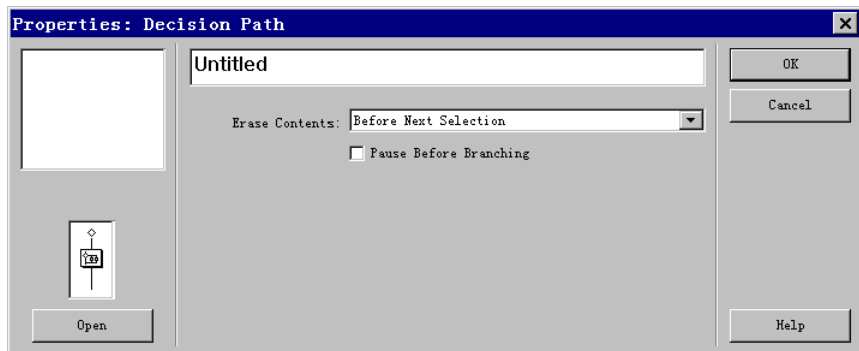 Properties: Decision Path
Untitled
OK
Erase Contents: Before Next Selection
Cancel
Pause Before Branching
Open
Help